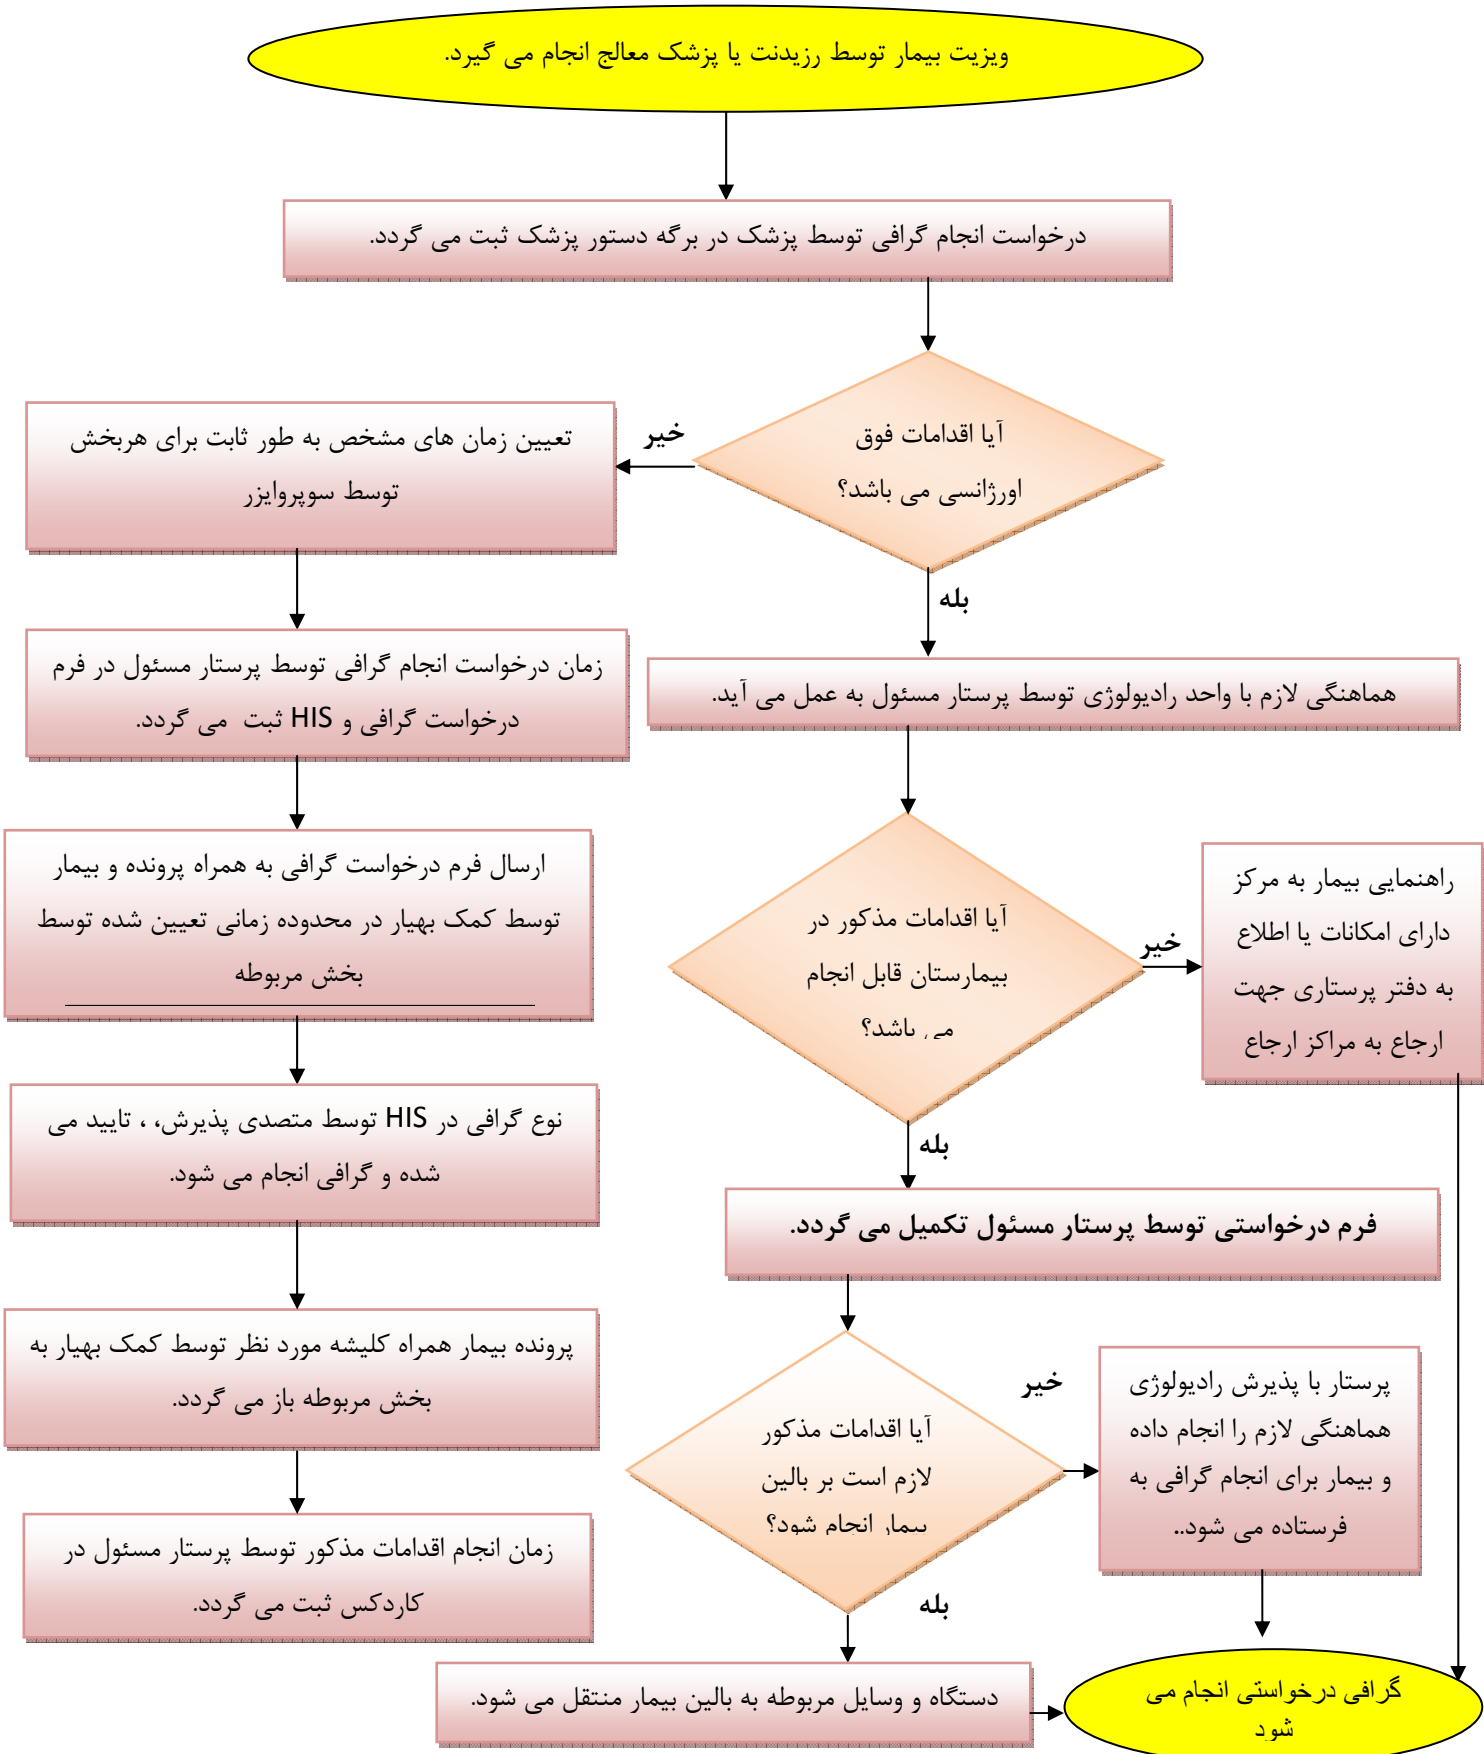 ویزیت بیمار توسط رزیدنت یا پزشک معالج انجام می گیرد.
درخواست انجام گرافی توسط پزشک در برگه دستور پزشک ثبت می گردد.
آیا اقدامات فوق
اورژانسی می باشد؟
خیر
تعیین زمان های مشخص به طور ثابت برای هربخش
توسط سوپروایزر
بله
زمان درخواست انجام گرافی توسط پرستار مسئول در فرم
درخواست گرافی و HIS ثبت می گردد.
هماهنگی لازم با واحد رادیولوژی توسط پرستار مسئول به عمل می آید.
ارسال فرم درخواست گرافی به همراه پرونده و بیمار
توسط کمک بهیار در محدوده زمانی تعیین شده توسط
بخش مربوطه
آیا اقدامات مذکور در
بیمارستان قابل انجام
می باشد؟
خیر
راهنمایی بیمار به مرکز
دارای امکانات یا اطلاع
به دفتر پرستاری جهت
ارجاع به مراکز ارجاع
بله
نوع گرافی در HIS توسط متصدی پذیرش، ، تایید می
شده و گرافی انجام می شود.
فرم درخواستی توسط پرستار مسئول تکمیل می گردد.
پرونده بیمار همراه کلیشه مورد نظر توسط کمک بهیار به
بخش مربوطه باز می گردد.
آیا اقدامات مذکور
لازم است بر بالین
بیمار انجام شود؟
خیر
پرستار با پذیرش رادیولوژی
هماهنگی لازم را انجام داده
و بیمار برای انجام گرافی به
فرستاده می شود..
بله
زمان انجام اقدامات مذکور توسط پرستار مسئول در
کاردکس ثبت می گردد.
دستگاه و وسایل مربوطه به بالین بیمار منتقل می شود.
گرافی درخواستی انجام می
شود